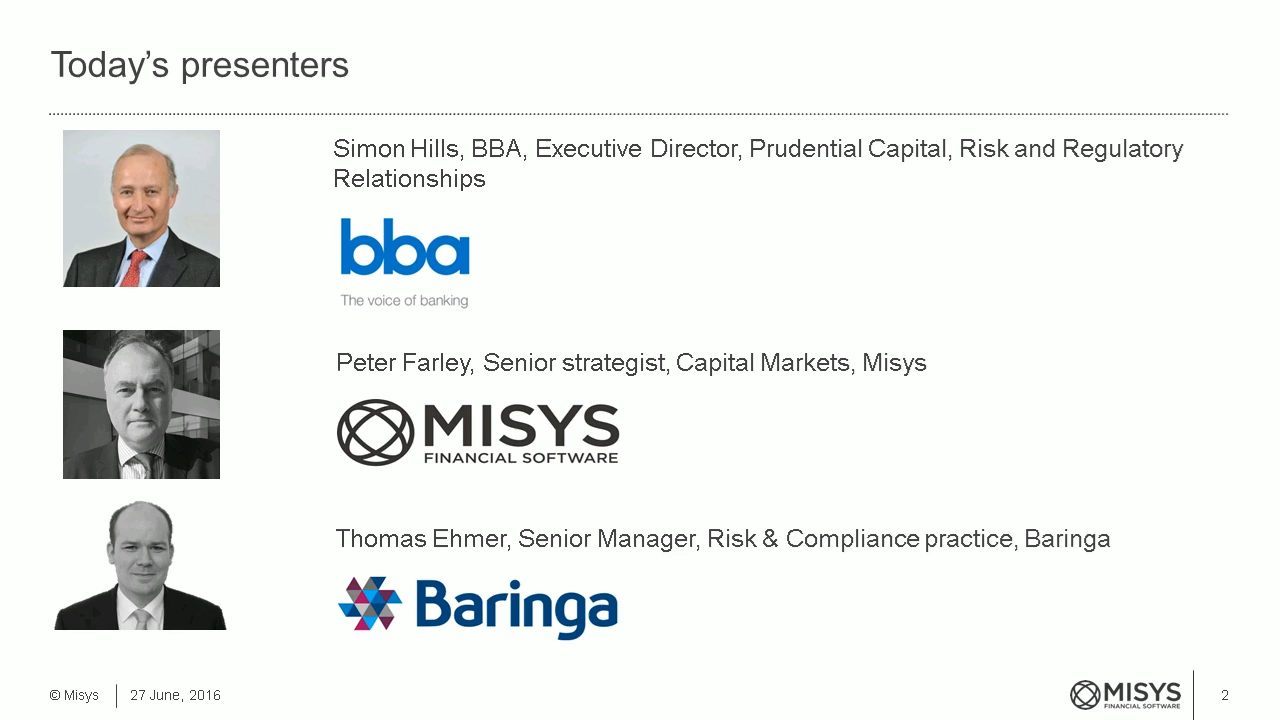 Today’s presenters
Simon Hills, BBA, Executive Director, Prudential Capital, Risk and Regulatory
Relationships
bba
The voice of banking
Peter Farley, Senior strategist, Capital Markets, Misys
MISYS
FINANCIAL SOFTWARE
Thomas Ehmer, Senior Manager, Risk & Compliance practice, Baringa
Baringa
© Misys
27 June, 2016
MISYS
FINANCIAL SOFTWARE
2